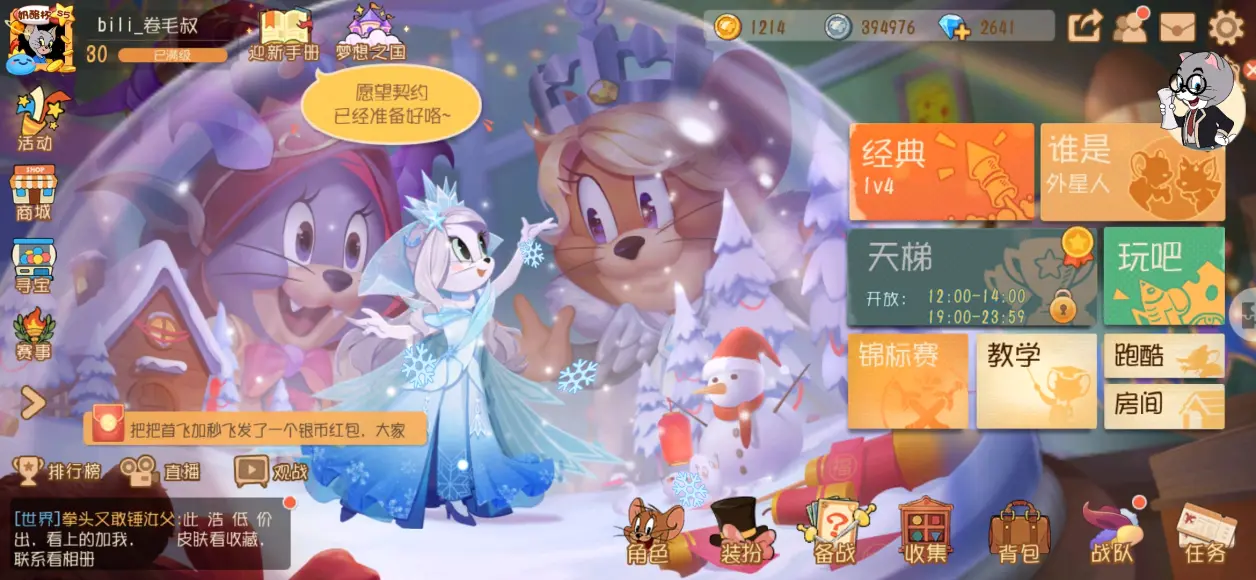 奶酪杯 S5
bili_卷毛叔
30 已满级
迎新手册
梦想之国
1214
394976
2641
愿望契约
已经准备好咯~
活动
SHOP
商城
寻宝
赛事
经典
1v4
谁是
外星人
天梯
开放: 12:00-14:00
19:00-23:59
玩吧
锦标赛
教学
跑酷
房间
把把首飞加秒飞发了一个银币红包，大家
排行榜
直播
观战
[世界]拳头又敢锤汝父:此 浩 低 价
出，看上的加我， 皮肤看收藏，
联系看相册
角色
装扮
备战
收集
背包
战队
任务